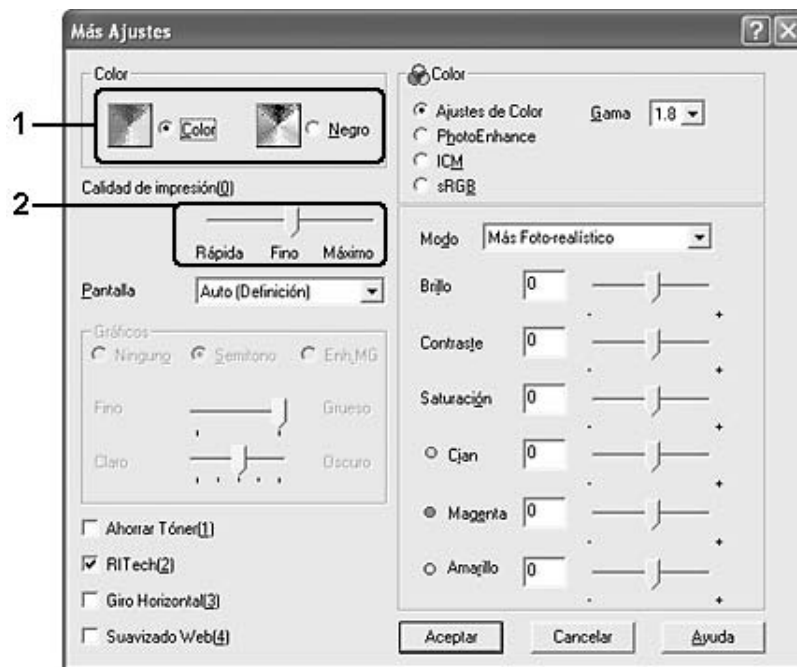 Más Ajustes
Color
1
Color
Negro
Calidad de impresión(0)
2
Rápida Fino Máximo
Pantalla Auto (Definición)
Gráficos
Ninguno Semitono Enh.MG
Fino Grueso
Claro Oscuro
Ahorrar Tóner(1)
RITech(2)
Giro Horizontal(3)
Suavizado Web(4)
Color
Ajustes de Color Gama 1.8
PhotoEnhance
ICM
sRGB
Modo Más Foto-realístico
Brillo 0
- +
Contraste 0
- +
Saturación 0
- +
Cian 0
- +
Magenta 0
- +
Amarillo 0
- +
Aceptar Cancelar Ayuda